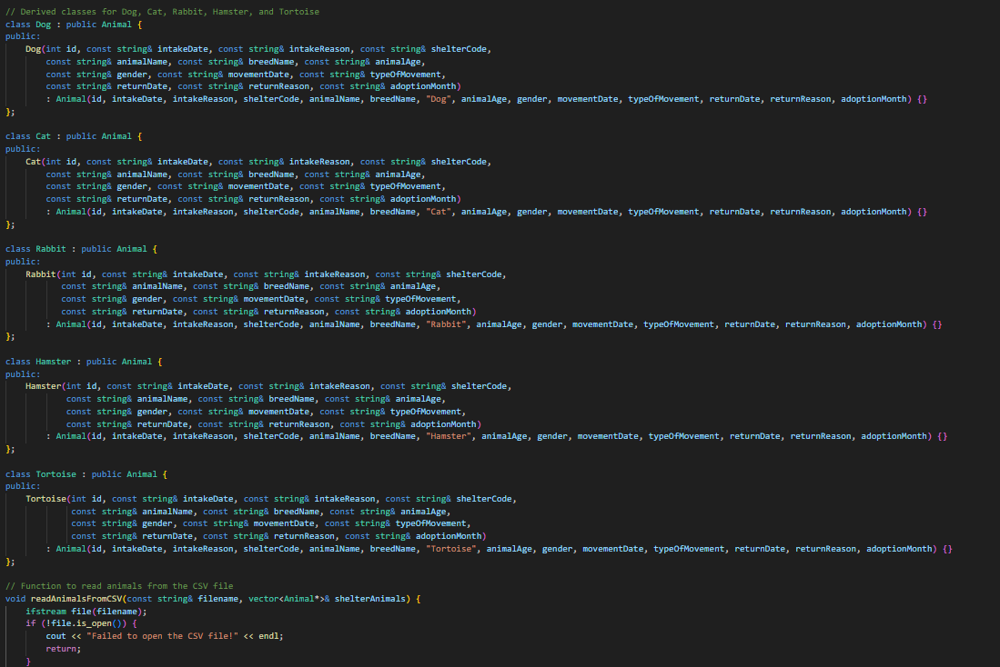 // Derived classes for Dog, Cat, Rabbit, Hamster, and Tortoise
class Dog : public Animal {
public:
    Dog(int id, const string& intakeDate, const string& intakeReason, const string& shelterCode,
        const string& animalName, const string& breedName, const string& animalAge,
        const string& gender, const string& movementDate, const string& typeOfMovement,
        const string& returnDate, const string& returnReason, const string& adoptionMonth)
        : Animal(id, intakeDate, intakeReason, shelterCode, animalName, breedName, "Dog", animalAge, gender, movementDate, typeOfMovement, returnDate, returnReason, adoptionMonth) {}
};

class Cat : public Animal {
public:
    Cat(int id, const string& intakeDate, const string& intakeReason, const string& shelterCode,
        const string& animalName, const string& breedName, const string& animalAge,
        const string& gender, const string& movementDate, const string& typeOfMovement,
        const string& returnDate, const string& returnReason, const string& adoptionMonth)
        : Animal(id, intakeDate, intakeReason, shelterCode, animalName, breedName, "Cat", animalAge, gender, movementDate, typeOfMovement, returnDate, returnReason, adoptionMonth) {}
};

class Rabbit : public Animal {
public:
    Rabbit(int id, const string& intakeDate, const string& intakeReason, const string& shelterCode,
           const string& animalName, const string& breedName, const string& animalAge,
           const string& gender, const string& movementDate, const string& typeOfMovement,
           const string& returnDate, const string& returnReason, const string& adoptionMonth)
        : Animal(id, intakeDate, intakeReason, shelterCode, animalName, breedName, "Rabbit", animalAge, gender, movementDate, typeOfMovement, returnDate, returnReason, adoptionMonth) {}
};

class Hamster : public Animal {
public:
    Hamster(int id, const string& intakeDate, const string& intakeReason, const string& shelterCode,
            const string& animalName, const string& breedName, const string& animalAge,
            const string& gender, const string& movementDate, const string& typeOfMovement,
            const string& returnDate, const string& returnReason, const string& adoptionMonth)
        : Animal(id, intakeDate, intakeReason, shelterCode, animalName, breedName, "Hamster", animalAge, gender, movementDate, typeOfMovement, returnDate, returnReason, adoptionMonth) {}
};

class Tortoise : public Animal {
public:
    Tortoise(int id, const string& intakeDate, const string& intakeReason, const string& shelterCode,
             const string& animalName, const string& breedName, const string& animalAge,
             const string& gender, const string& movementDate, const string& typeOfMovement,
             const string& returnDate, const string& returnReason, const string& adoptionMonth)
        : Animal(id, intakeDate, intakeReason, shelterCode, animalName, breedName, "Tortoise", animalAge, gender, movementDate, typeOfMovement, returnDate, returnReason, adoptionMonth) {}
};

// Function to read animals from the CSV file
void readAnimalsFromCSV(const string& filename, vector<Animal*>& shelterAnimals) {
    ifstream file(filename);
    if (!file.is_open()) {
        cout << "Failed to open the CSV file!" << endl;
        return;
    }